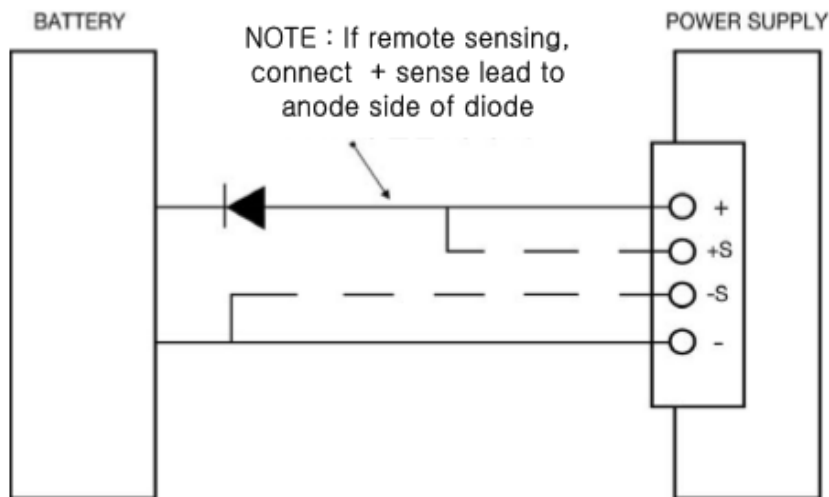 BATTERY
POWER SUPPLY
NOTE : If remote sensing,
connect + sense lead to
anode side of diode
+
+S
-S
-